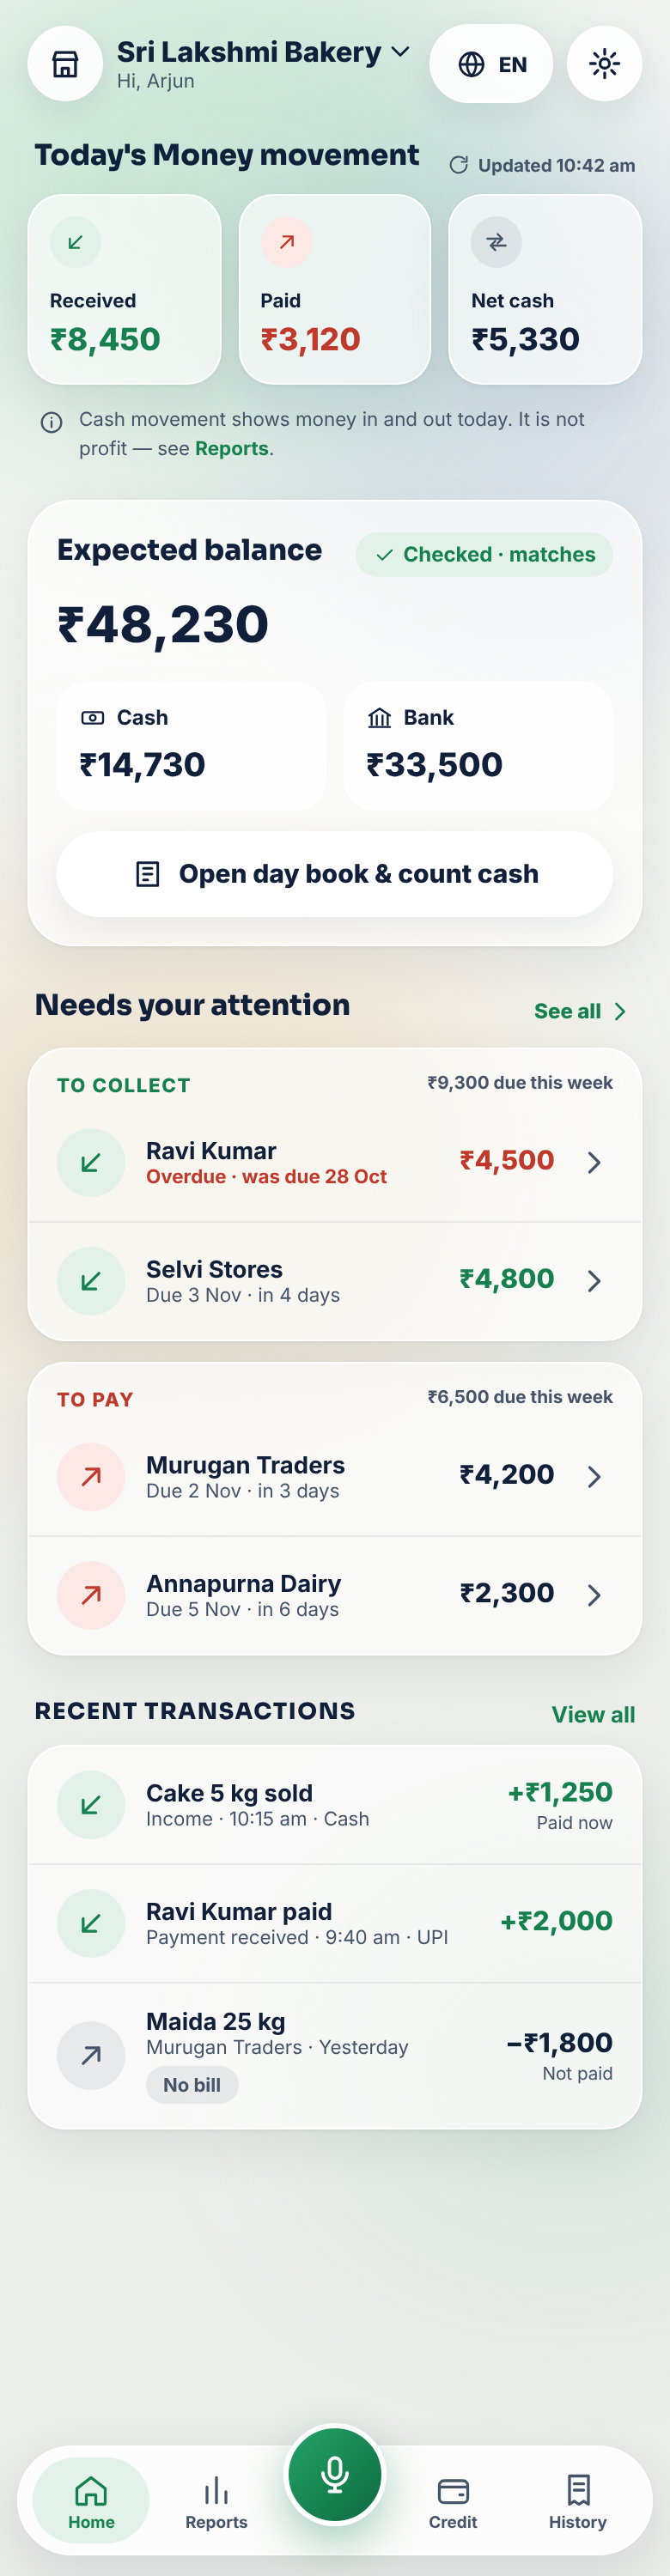 Sri Lakshmi Bakery
Hi, Arjun
EN
Today's Money movement
Updated 10:42 am
Received
₹8,450
Paid
₹3,120
Net cash
₹5,330
Cash movement shows money in and out today. It is not
profit — see Reports.
Expected balance
Checked · matches
₹48,230
Cash
₹14,730
Bank
₹33,500
Open day book & count cash
Needs your attention
See all
TO COLLECT
₹9,300 due this week
Ravi Kumar
₹4,500
Overdue · was due 28 Oct
Selvi Stores
₹4,800
Due 3 Nov · in 4 days
TO PAY
₹6,500 due this week
Murugan Traders
₹4,200
Due 2 Nov · in 3 days
Annapurna Dairy
₹2,300
Due 5 Nov · in 6 days
RECENT TRANSACTIONS
View all
Cake 5 kg sold
+₹1,250
Income · 10:15 am · Cash
Paid now
Ravi Kumar paid
+₹2,000
Payment received · 9:40 am · UPI
Maida 25 kg
−₹1,800
Murugan Traders · Yesterday
Not paid
No bill
Home
Reports
Credit
History